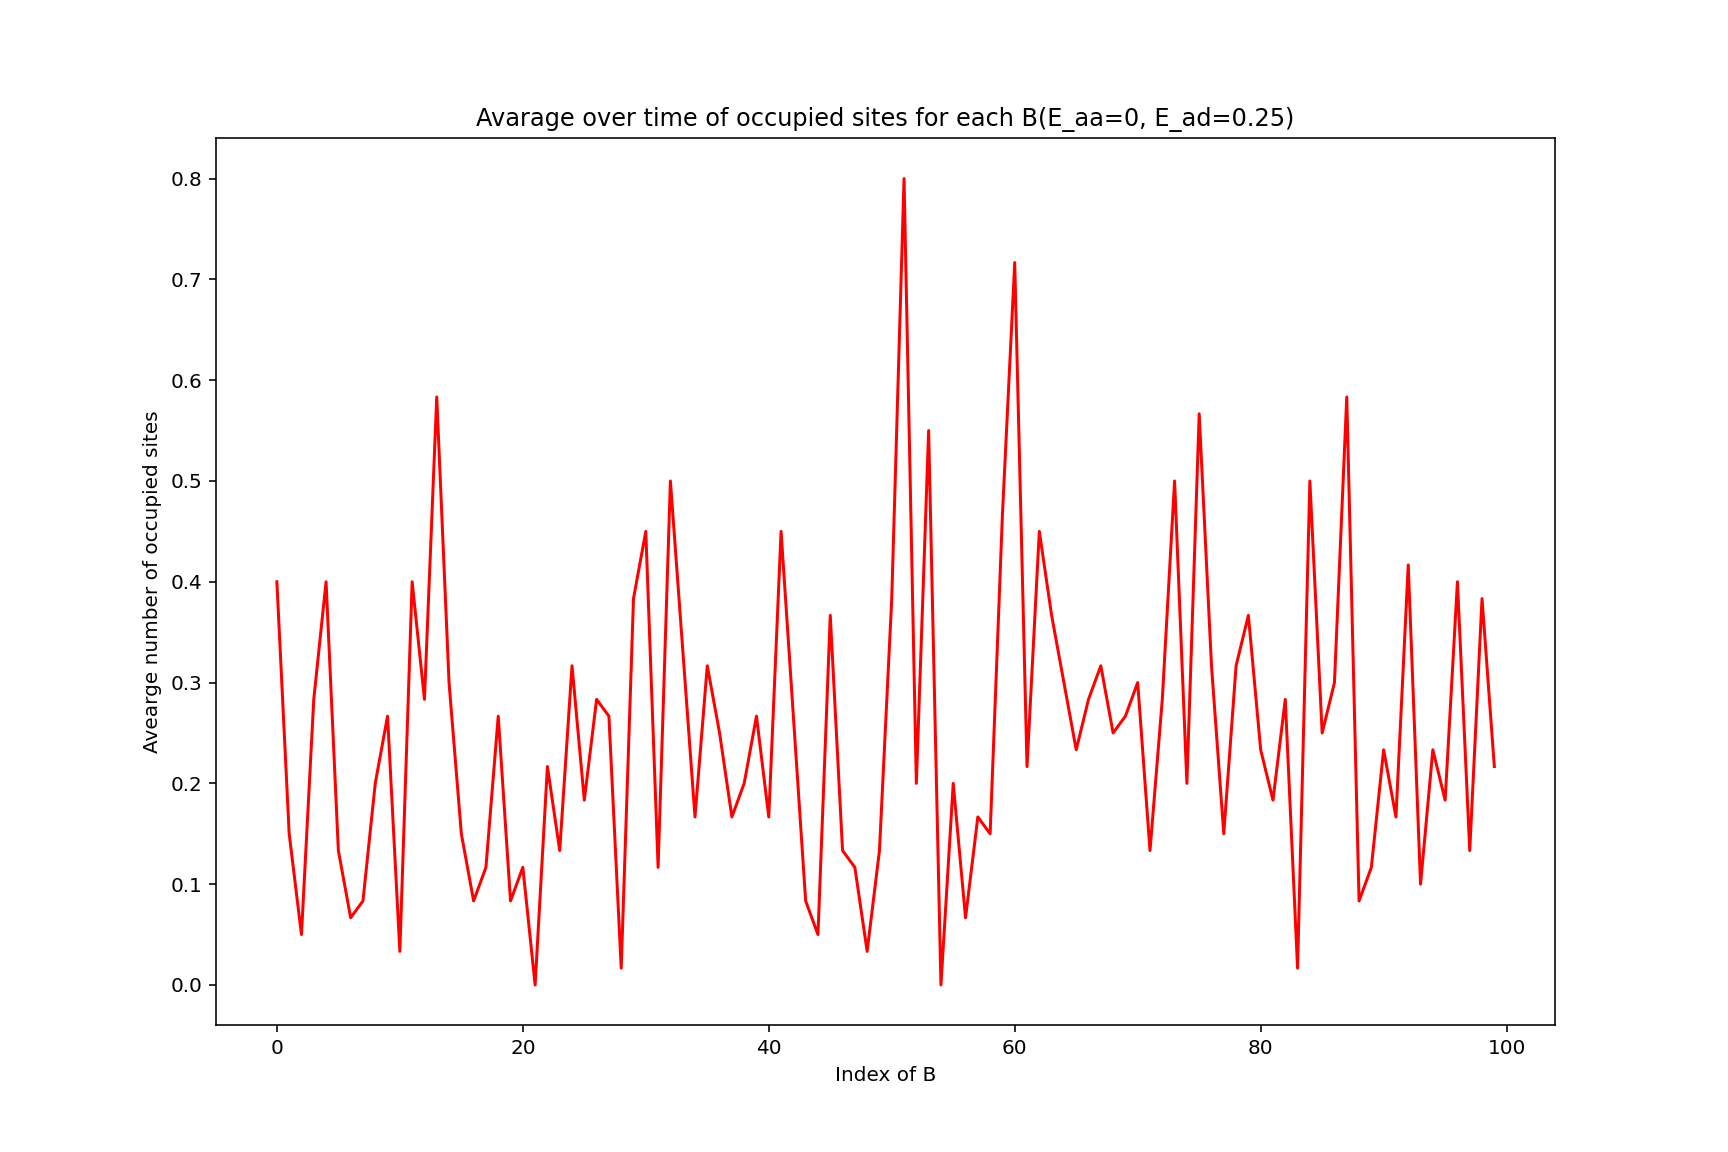 Avarage over time of occupied sites for each B(E_aa=0, E_ad=0.25)
Avearge number of occupied sites
0.8
0.7
0.6
0.5
0.4
0.3
0.2
0.1
0.0
0 20 40 60 80 100
Index of B